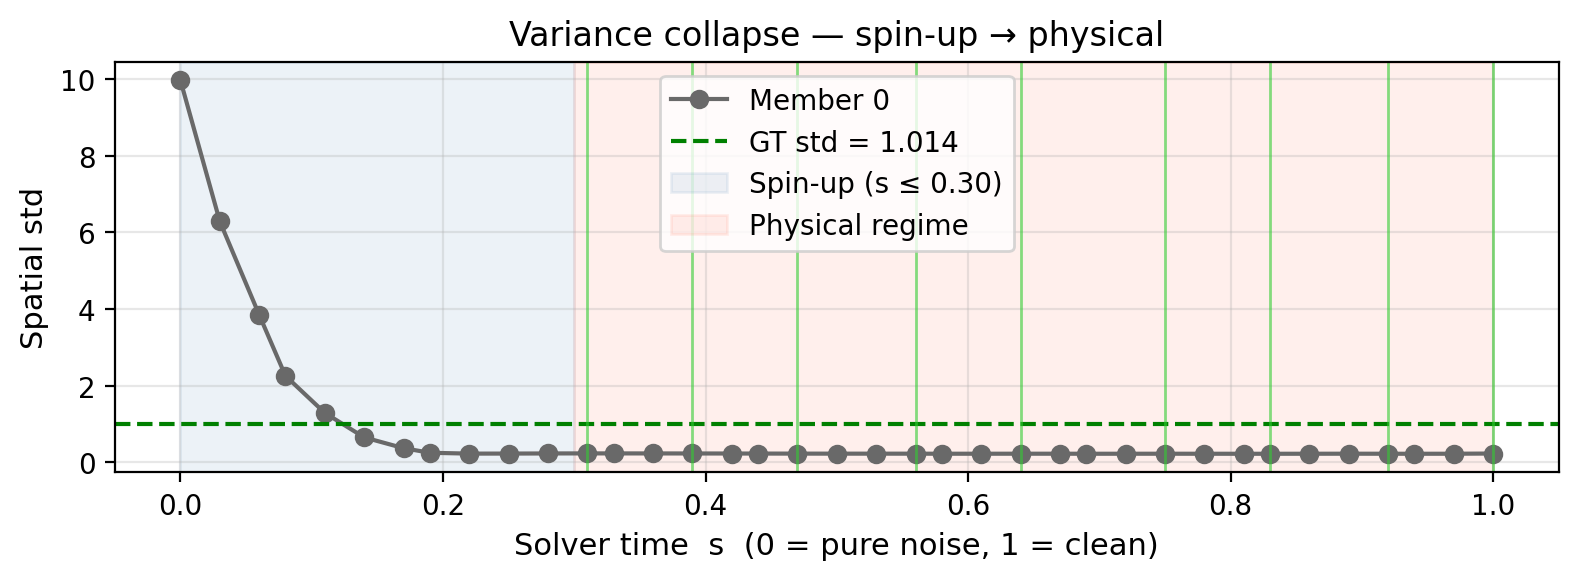 Variance collapse — spin-up → physical
Spatial std
10
8
6
4
2
0
Member 0
GT std = 1.014
Spin-up (s ≤ 0.30)
Physical regime
0.0 0.2 0.4 0.6 0.8 1.0
Solver time s (0 = pure noise, 1 = clean)